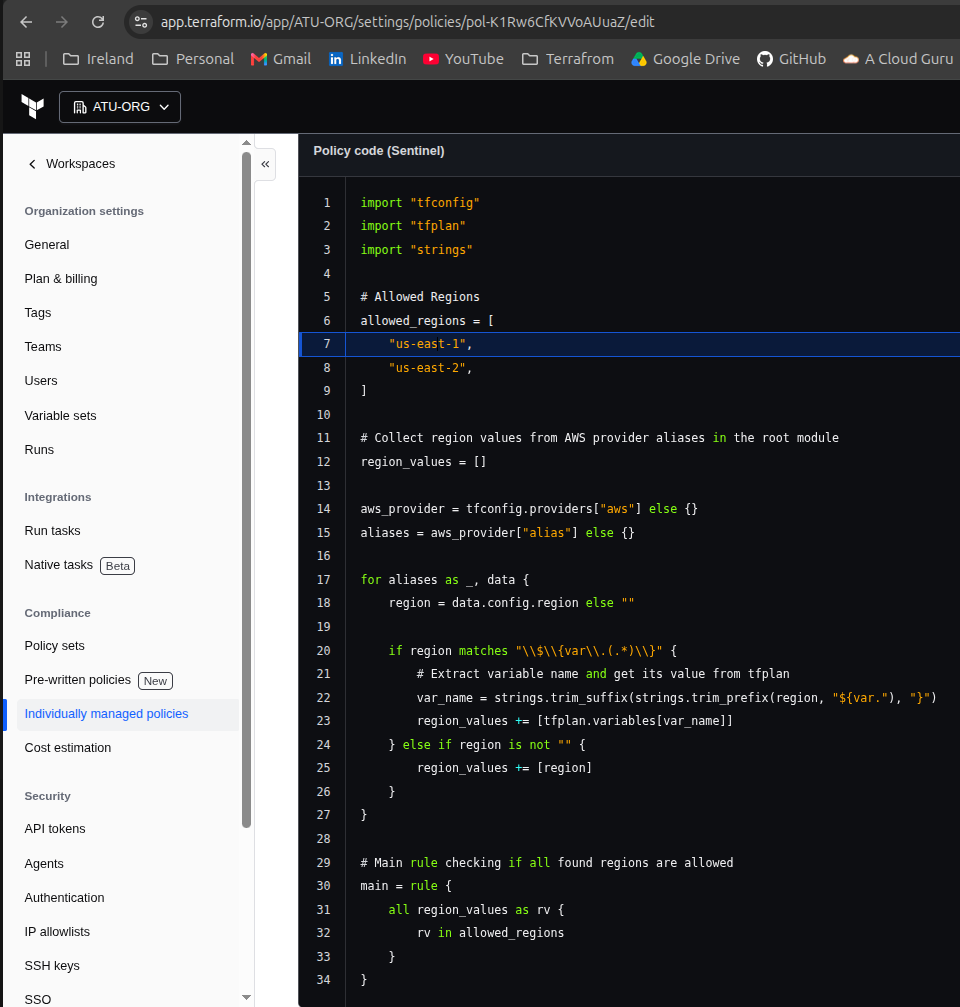 app.terraform.io/app/ATU-ORG/settings/policies/pol-K1Rw6CfKVVoAUuaZ/edit
Ireland Personal Gmail LinkedIn YouTube Terrafrom Google Drive GitHub A Cloud Guru
ATU-ORG
Workspaces
Organization settings
General
Plan & billing
Tags
Teams
Users
Variable sets
Runs
Integrations
Run tasks
Native tasks Beta
Compliance
Policy sets
Pre-written policies New
Individually managed policies
Cost estimation
Security
API tokens
Agents
Authentication
IP allowlists
SSH keys
SSO
Policy code (Sentinel)
1 import "tfconfig"
2 import "tfplan"
3 import "strings"
4
5 # Allowed Regions
6 allowed_regions = [
7     "us-east-1",
8     "us-east-2",
9 ]
10
11 # Collect region values from AWS provider aliases in the root module
12 region_values = []
13
14 aws_provider = tfconfig.providers["aws"] else {}
15 aliases = aws_provider["alias"] else {}
16
17 for aliases as _, data {
18     region = data.config.region else ""
19
20     if region matches "\\$\\{var\\.(.*)\\}" {
21         # Extract variable name and get its value from tfplan
22         var_name = strings.trim_suffix(strings.trim_prefix(region, "${var."), "}")
23         region_values += [tfplan.variables[var_name]]
24     } else if region is not "" {
25         region_values += [region]
26     }
27 }
28
29 # Main rule checking if all found regions are allowed
30 main = rule {
31     all region_values as rv {
32         rv in allowed_regions
33     }
34 }